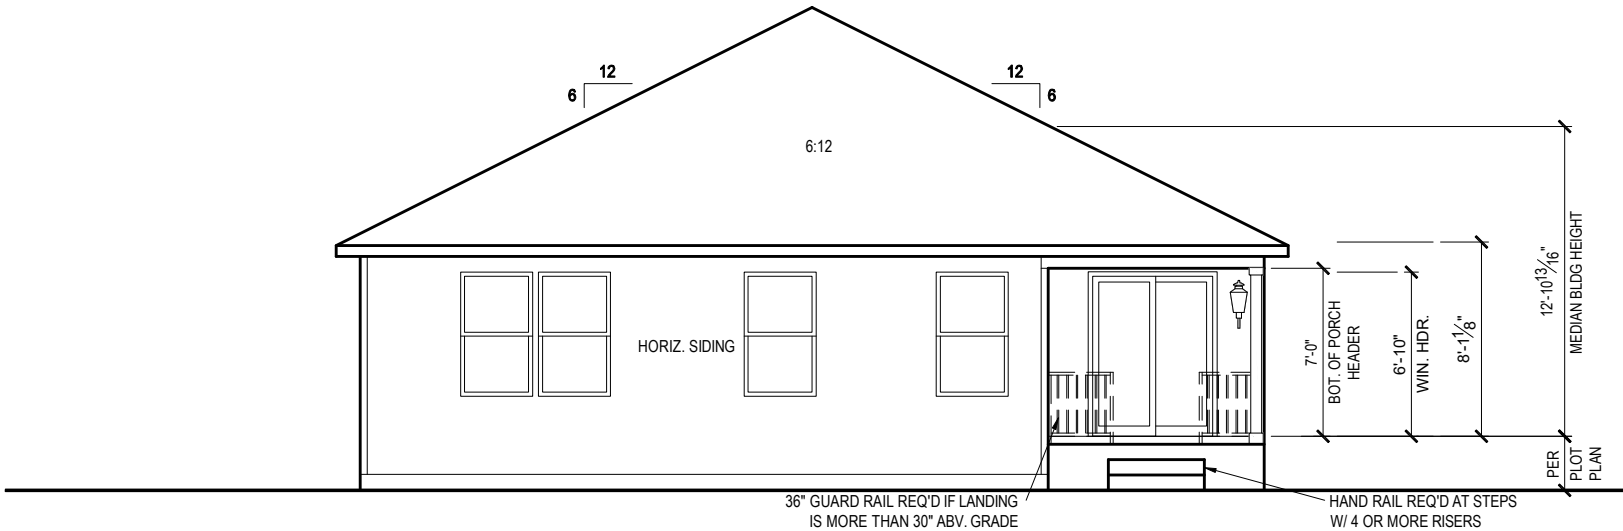 12
6
12
6
6:12
HORIZ. SIDING
7'-0"
BOT. OF PORCH
HEADER
6'-10"
WIN. HDR.
8'-1 1/8"
12'-10 13/16"
MEDIAN BLDG HEIGHT
PER
PLOT
PLAN
36" GUARD RAIL REQ'D IF LANDING
IS MORE THAN 30" ABV. GRADE
HAND RAIL REQ'D AT STEPS
W/ 4 OR MORE RISERS